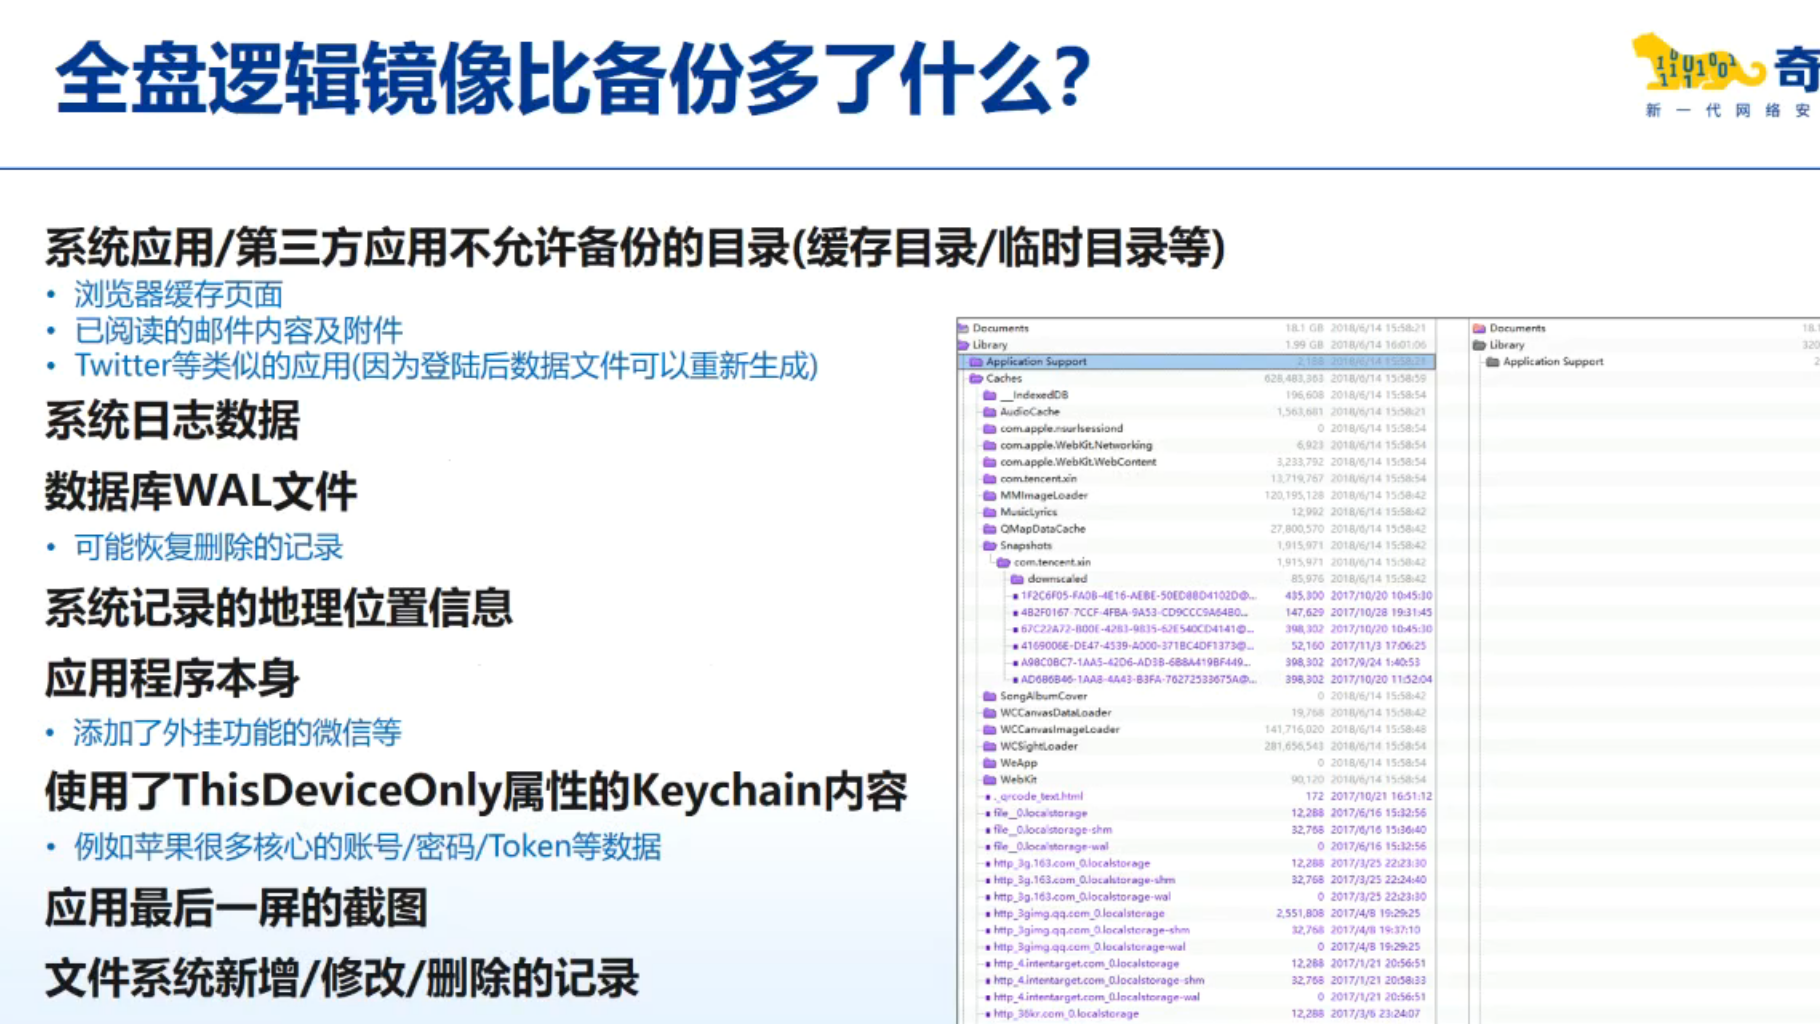 全盘逻辑镜像比备份多了什么？
奇
新一代网络安
系统应用/第三方应用不允许备份的目录(缓存目录/临时目录等)
• 浏览器缓存页面
• 已阅读的邮件内容及附件
• Twitter等类似的应用(因为登陆后数据文件可以重新生成)
系统日志数据
数据库WAL文件
• 可能恢复删除的记录
系统记录的地理位置信息
应用程序本身
• 添加了外挂功能的微信等
使用了ThisDeviceOnly属性的Keychain内容
• 例如苹果很多核心的账号/密码/Token等数据
应用最后一屏的截图
文件系统新增/修改/删除的记录
Documents 18.1 GB 2018/6/14 15:58:21
Library 1.99 GB 2018/6/14 16:01:06
Application Support 2,188 2018/6/14 15:58:21
Caches 628,483,363 2018/6/14 15:58:59
__IndexedDB 196,608 2018/6/14 15:58:54
AudioCache 1,563,681 2018/6/14 15:58:21
com.apple.nsurlsessiond 0 2018/6/14 15:58:54
com.apple.WebKit.Networking 6,923 2018/6/14 15:58:54
com.apple.WebKit.WebContent 3,233,792 2018/6/14 15:58:54
com.tencent.xin 13,719,767 2018/6/14 15:58:54
MMImageLoader 120,195,128 2018/6/14 15:58:42
MusicLyrics 12,992 2018/6/14 15:58:42
QMapDataCache 27,800,570 2018/6/14 15:58:42
Snapshots 1,915,971 2018/6/14 15:58:42
com.tencent.xin 1,915,971 2018/6/14 15:58:42
downscaled 85,976 2018/6/14 15:58:42
1F2C6F05-FA0B-4E16-AEBE-50ED8BD4102D@... 435,300 2017/10/20 10:45:30
4B2F0167-7CCF-4FBA-9A53-CD9CCC9A64B0... 147,629 2017/10/28 19:31:45
67C22A72-B00E-4283-9835-62E540CD4141@... 398,302 2017/10/20 10:45:30
4169006E-DE47-4539-A000-371BC4DF1373@... 52,160 2017/11/3 17:06:25
A98C0BC7-1AA5-42D6-AD3B-6B8A419BF449... 398,302 2017/9/24 1:40:53
AD686B46-1AA8-4A43-B3FA-76272533675A@... 398,302 2017/10/20 11:52:04
SongAlbumCover 0 2018/6/14 15:58:42
WCCanvasDataLoader 19,768 2018/6/14 15:58:42
WCCanvasImageLoader 141,716,020 2018/6/14 15:58:48
WCSightLoader 281,656,543 2018/6/14 15:58:54
WeApp 0 2018/6/14 15:58:54
WebKit 90,120 2018/6/14 15:58:54
._qrcode_text.html 172 2017/10/21 16:51:12
file__0.localstorage 12,288 2017/6/16 15:32:56
file__0.localstorage-shm 32,768 2017/6/16 15:36:40
file__0.localstorage-wal 0 2017/6/16 15:32:56
http_3g.163.com_0.localstorage 12,288 2017/3/25 22:23:30
http_3g.163.com_0.localstorage-shm 32,768 2017/3/25 22:24:40
http_3g.163.com_0.localstorage-wal 0 2017/3/25 22:23:30
http_3gimg.qq.com_0.localstorage 2,551,808 2017/4/8 19:29:25
http_3gimg.qq.com_0.localstorage-shm 32,768 2017/4/8 19:37:10
http_3gimg.qq.com_0.localstorage-wal 0 2017/4/8 19:29:25
http_4.intentarget.com_0.localstorage 12,288 2017/1/21 20:56:51
http_4.intentarget.com_0.localstorage-shm 32,768 2017/1/21 20:58:33
http_4.intentarget.com_0.localstorage-wal 0 2017/1/21 20:56:51
http_36kr.com_0.localstorage 12,288 2017/3/6 23:24:07
Documents 18.1
Library 320
Application Support 2